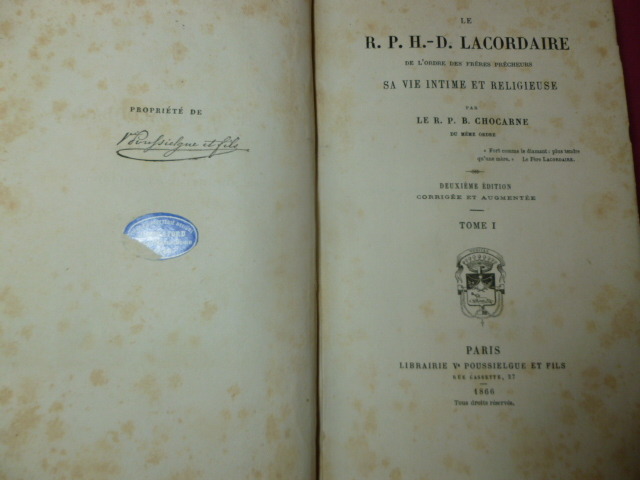 PROPRIÉTÉ DE
Vᵉ Poussielgue et fils
LE
R. P. H.-D. LACORDAIRE
DE L'ORDRE DES FRÈRES PRÊCHEURS
SA VIE INTIME ET RELIGIEUSE
PAR
LE R. P. B. CHOCARNE
DU MÊME ORDRE
« Fort comme le diamant; plus tendre
qu'une mère. » Le Père LACORDAIRE.
DEUXIÈME ÉDITION
CORRIGÉE ET AUGMENTÉE
TOME I
PARIS
LIBRAIRIE Vᵉ POUSSIELGUE ET FILS
RUE CASSETTE, 27
1866
Tous droits réservés.